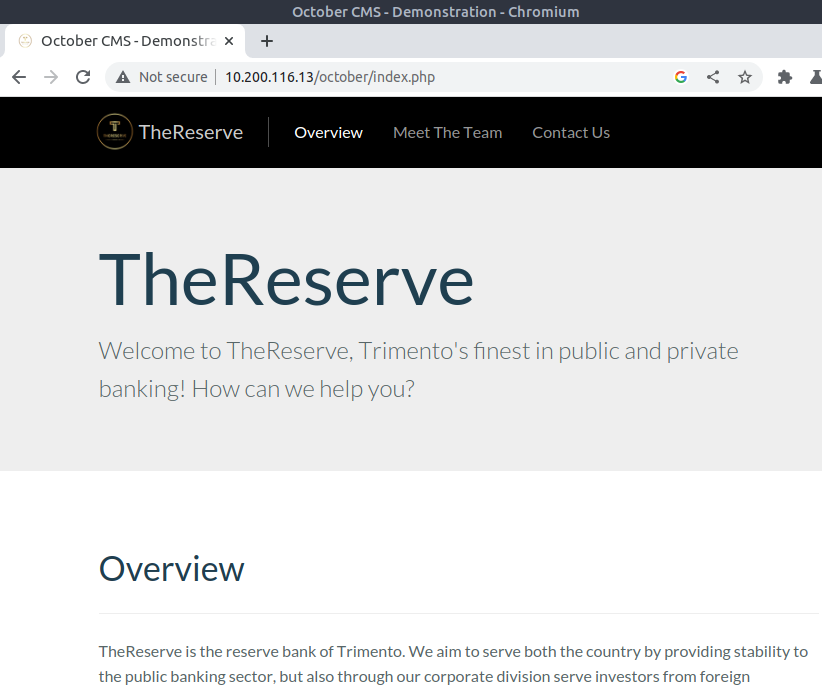 October CMS - Demonstration - Chromium
October CMS - Demonstra
Not secure 10.200.116.13/october/index.php
TheReserve Overview Meet The Team Contact Us
TheReserve
Welcome to TheReserve, Trimento's finest in public and private
banking! How can we help you?
Overview
TheReserve is the reserve bank of Trimento. We aim to serve both the country by providing stability to
the public banking sector, but also through our corporate division serve investors from foreign